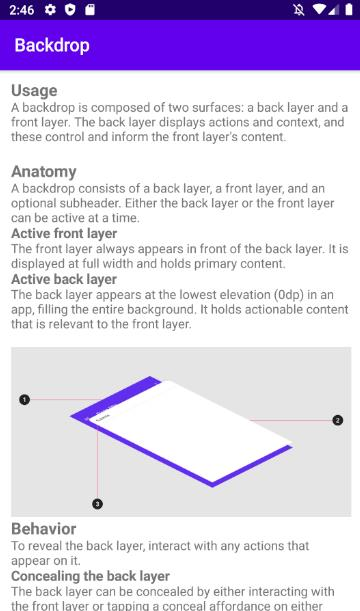 2:46
Backdrop
Usage
A backdrop is composed of two surfaces: a back layer and a
front layer. The back layer displays actions and context, and
these control and inform the front layer's content.
Anatomy
A backdrop consists of a back layer, a front layer, and an
optional subheader. Either the back layer or the front layer
can be active at a time.
Active front layer
The front layer always appears in front of the back layer. It is
displayed at full width and holds primary content.
Active back layer
The back layer appears at the lowest elevation (0dp) in an
app, filling the entire background. It holds actionable content
that is relevant to the front layer.
1
2
3
Behavior
To reveal the back layer, interact with any actions that
appear on it.
Concealing the back layer
The back layer can be concealed by either interacting with
the front layer or tapping a conceal affordance on either